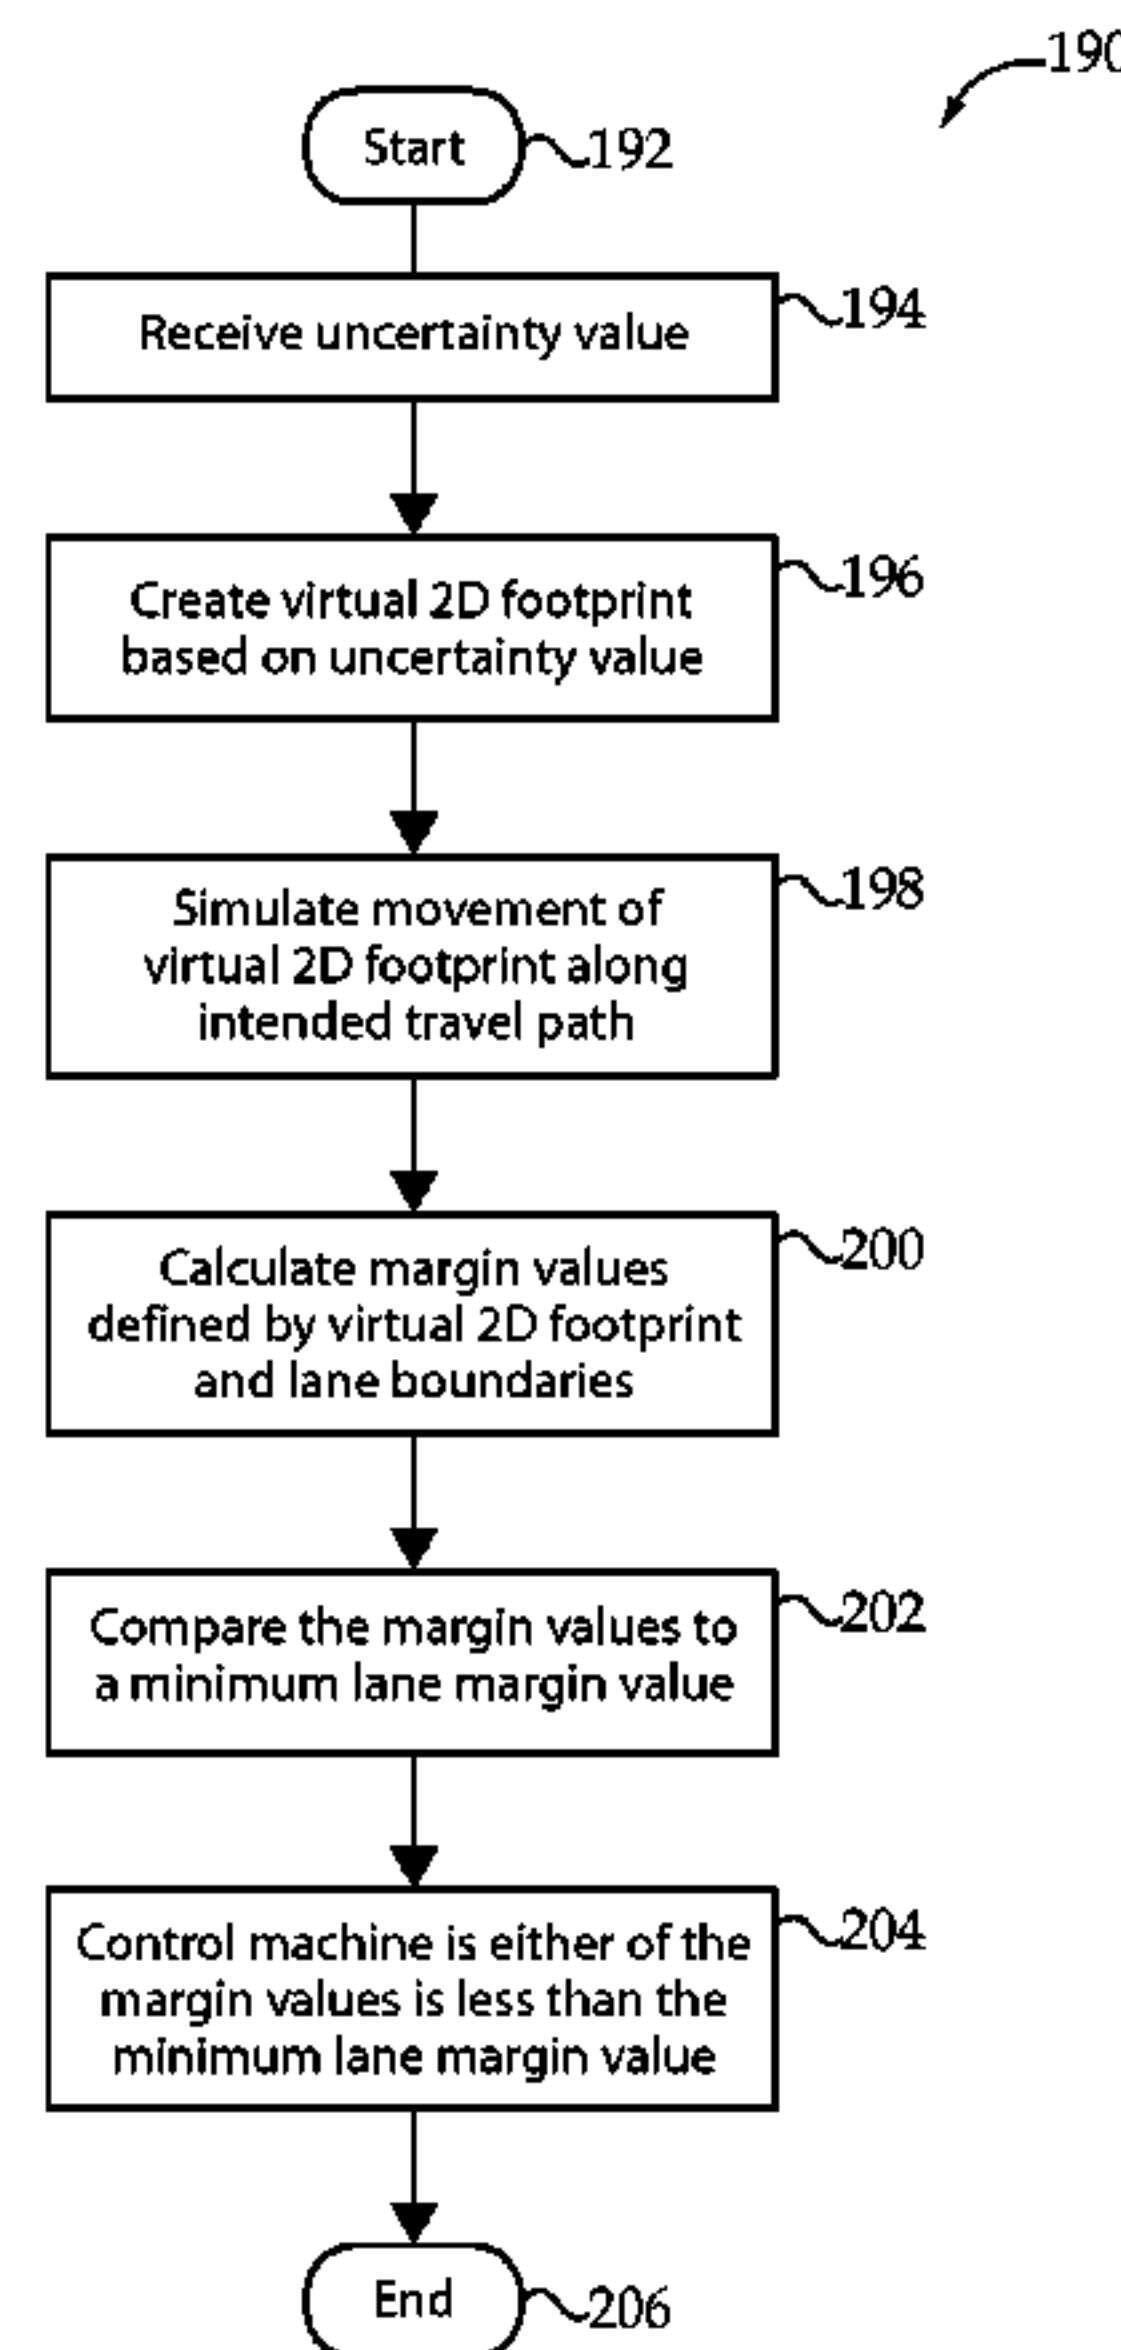 190
Start
192
Receive uncertainty value
194
Create virtual 2D footprint
based on uncertainty value
196
Simulate movement of
virtual 2D footprint along
intended travel path
198
Calculate margin values
defined by virtual 2D footprint
and lane boundaries
200
Compare the margin values to
a minimum lane margin value
202
Control machine is either of the
margin values is less than the
minimum lane margin value
204
End
206